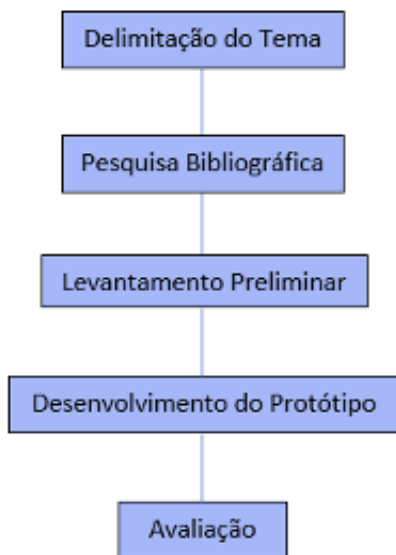 Delimitação do Tema
Pesquisa Bibliográfica
Levantamento Preliminar
Desenvolvimento do Protótipo
Avaliação